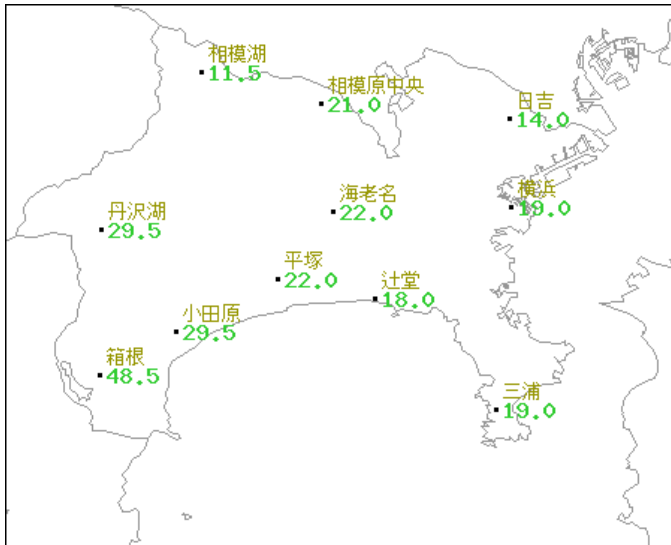 相模湖
11.5
相模原中央
21.0
日吉
14.0
海老名
22.0
横浜
19.0
丹沢湖
29.5
平塚
22.0
辻堂
18.0
小田原
29.5
箱根
48.5
三浦
19.0